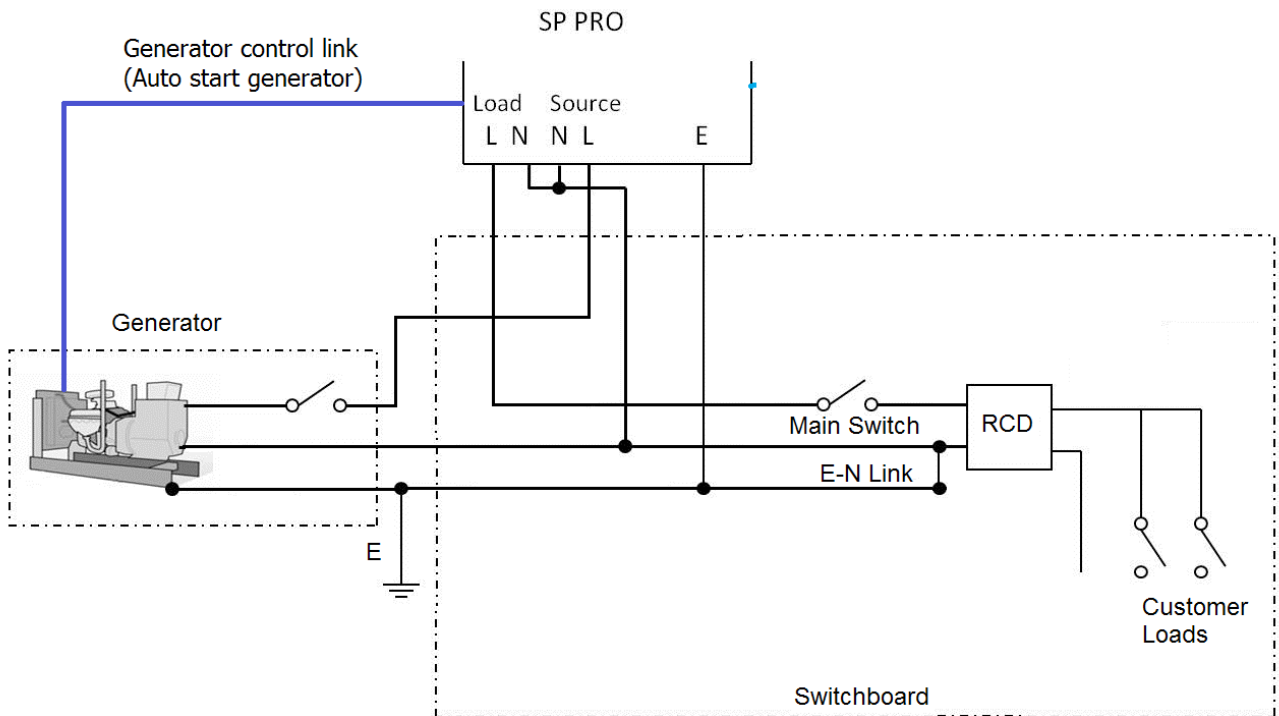 SP PRO
Generator control link
(Auto start generator)
Load Source
L N N L E
Generator
Main Switch
RCD
E-N Link
E
Customer
Loads
Switchboard